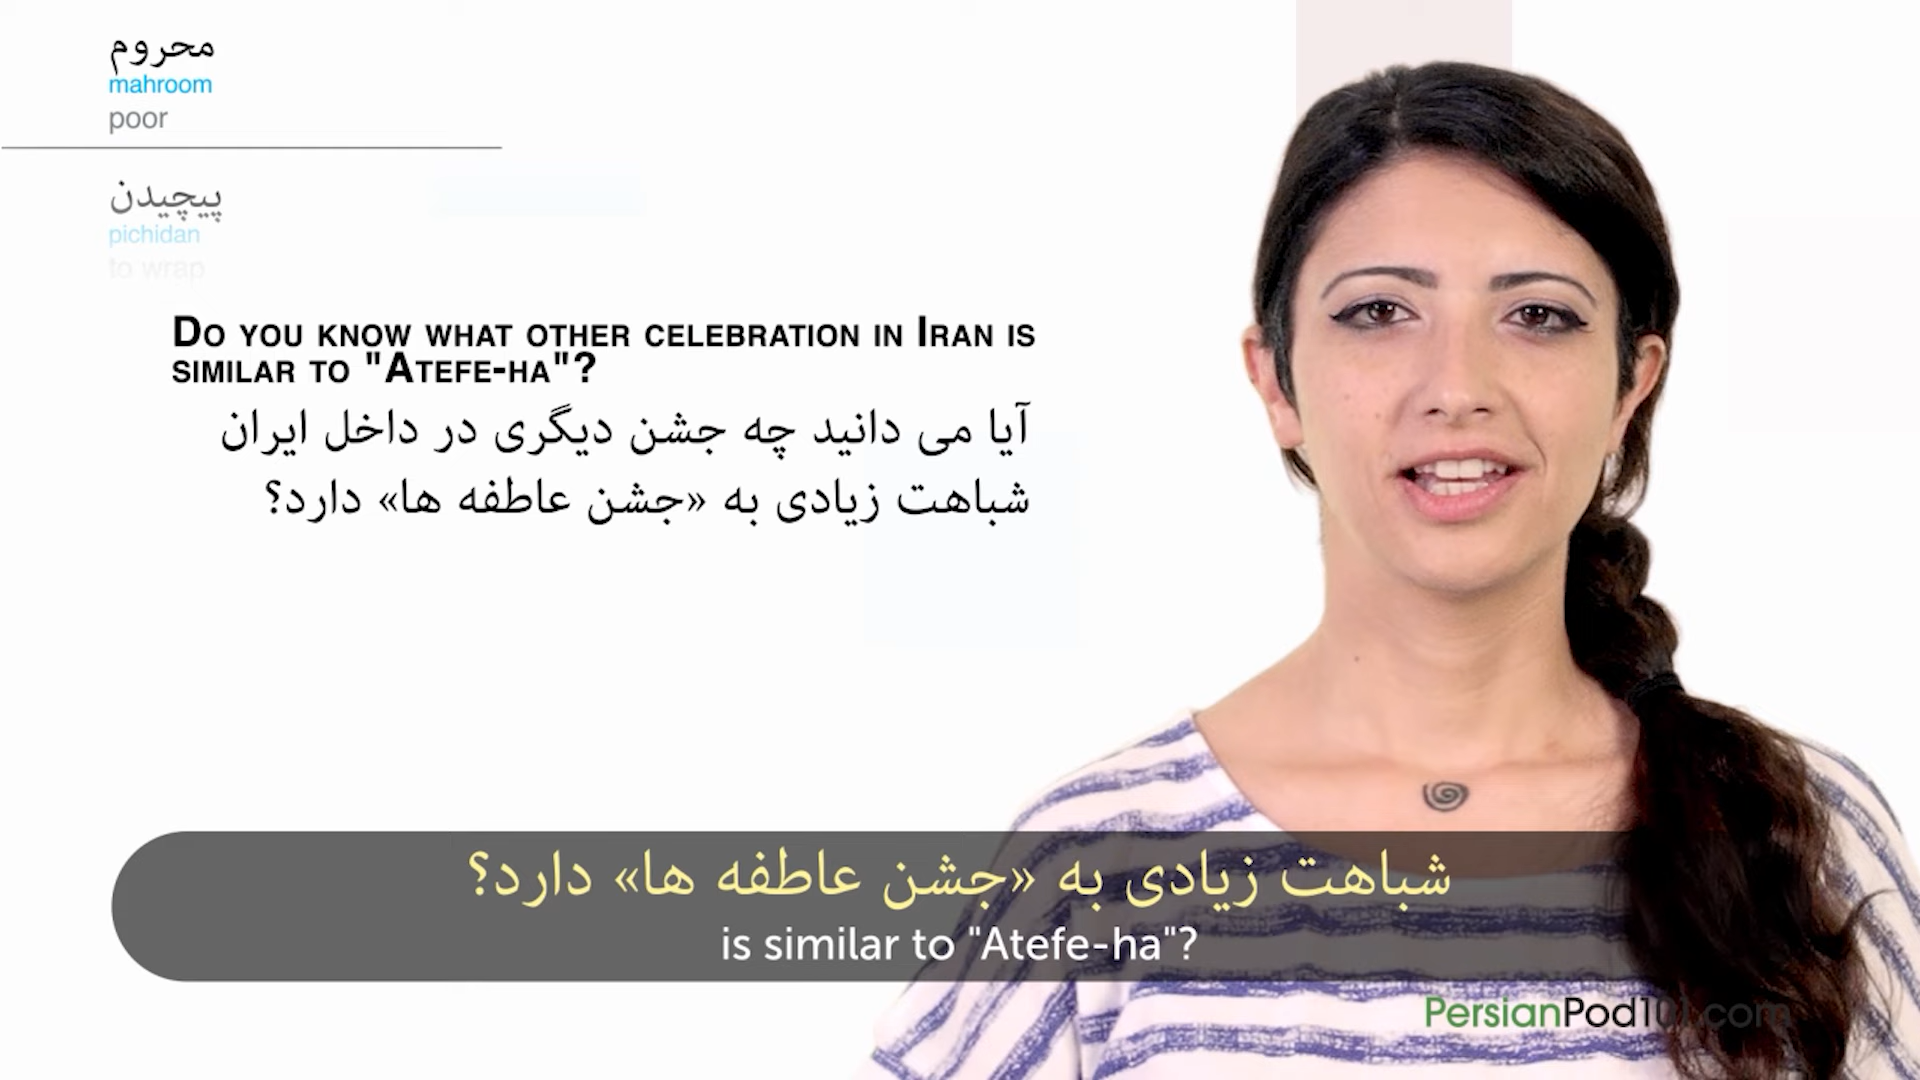 محروم
mahroom
poor
پیچیدن
pichidan
to wrap
Do you know what other celebration in Iran is
similar to "Atefe-ha"?
آیا می دانید چه جشن دیگری در داخل ایران
شباهت زیادی به «جشن عاطفه ها» دارد؟
شباهت زیادی به «جشن عاطفه ها» دارد؟
is similar to "Atefe-ha"?
PersianPod101.com